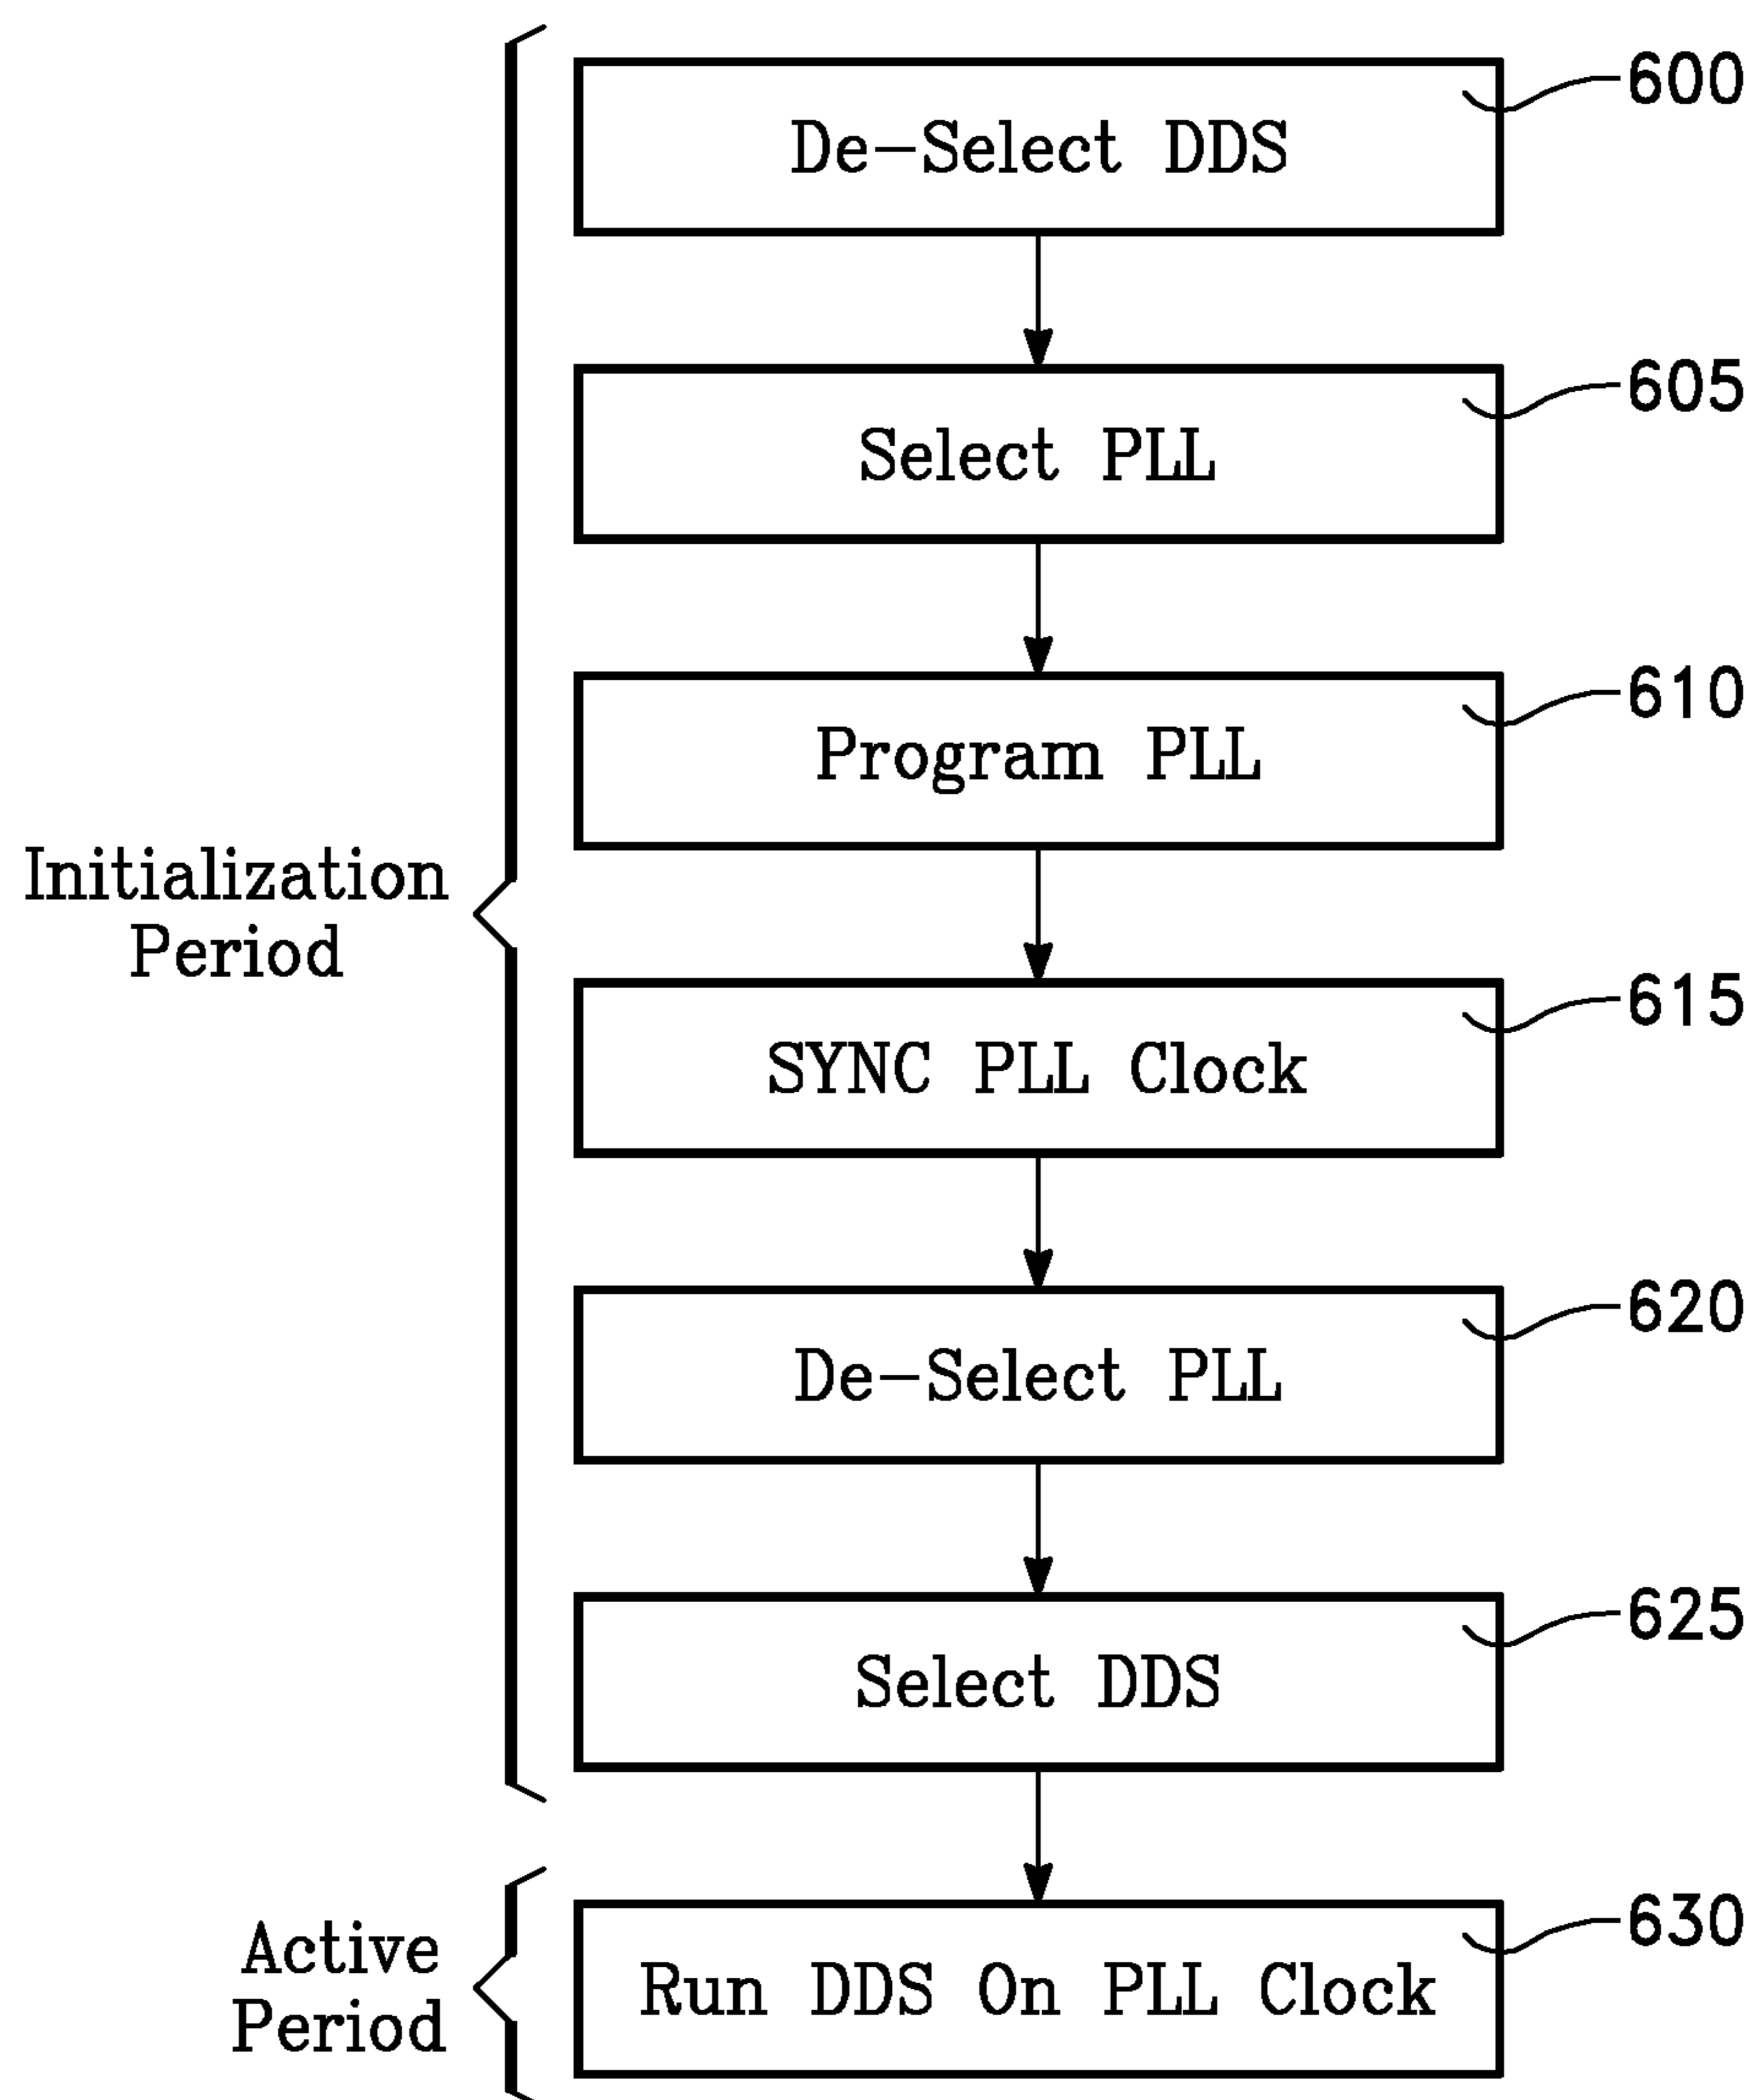 De-Select DDS
600
Select PLL
605
Program PLL
610
Initialization
Period
SYNC PLL Clock
615
De-Select PLL
620
Select DDS
625
Active
Period
Run DDS On PLL Clock
630